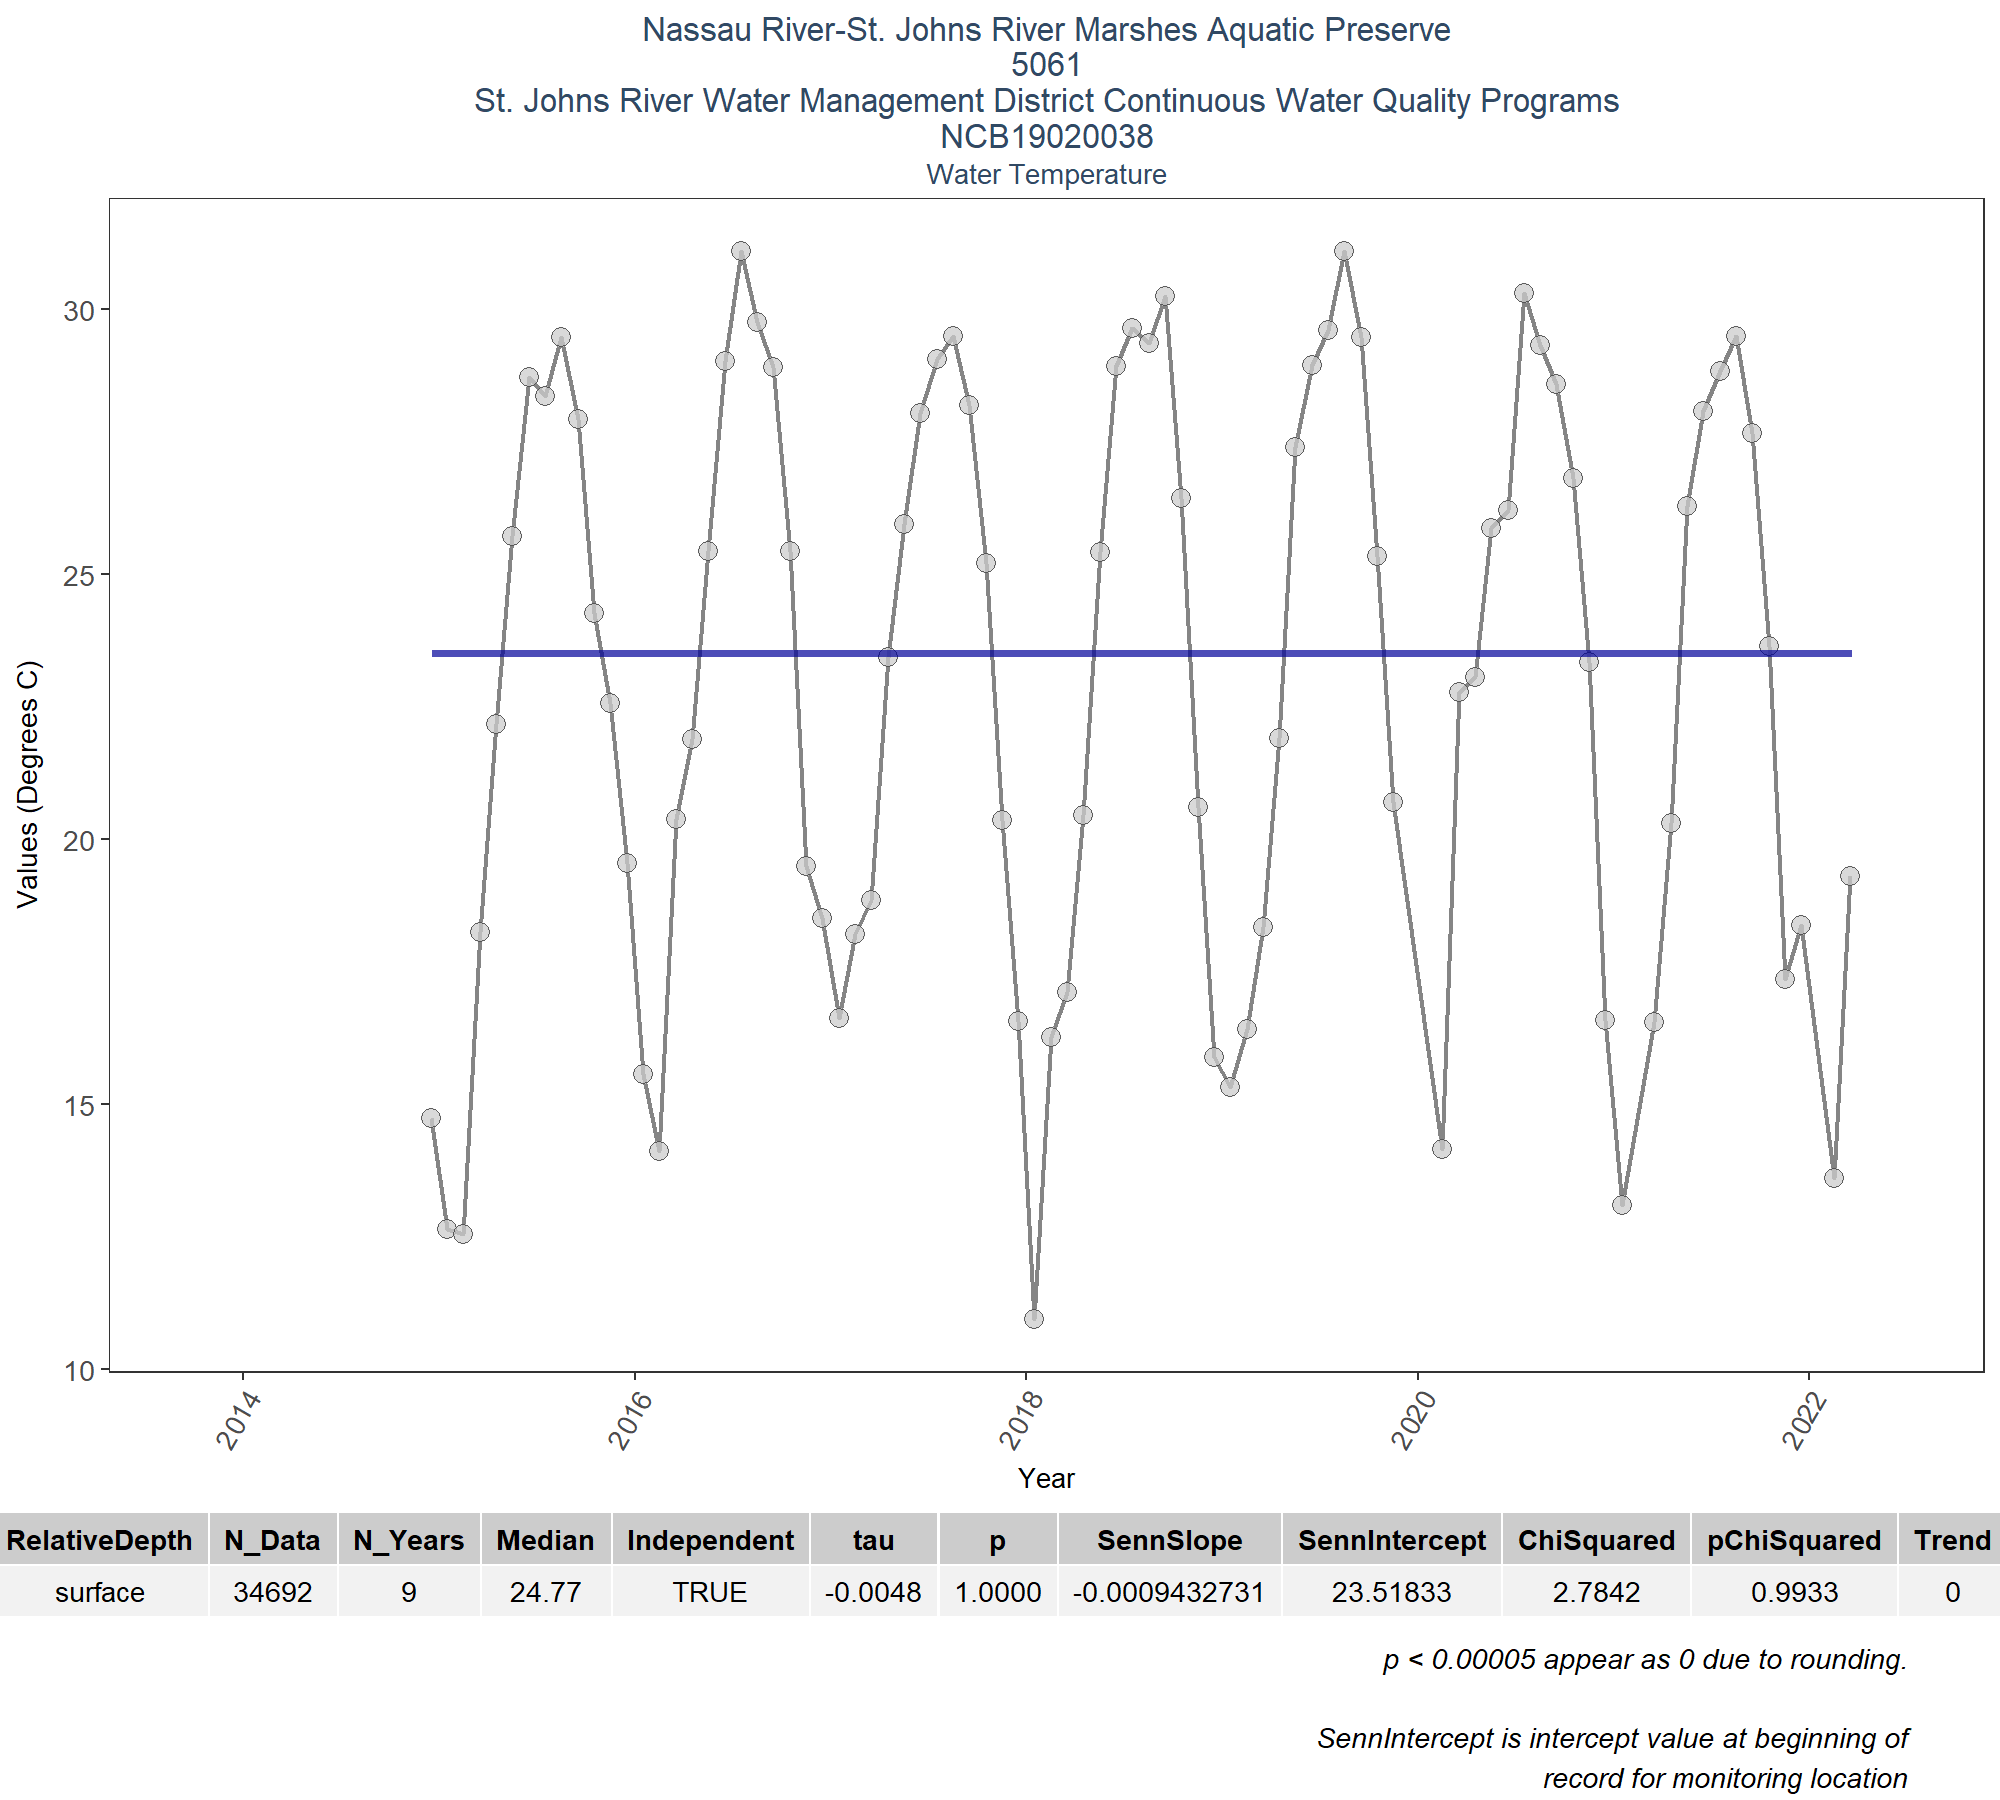 Nassau River-St. Johns River Marshes Aquatic Preserve
5061
St. Johns River Water Management District Continuous Water Quality Programs
NCB19020038
Water Temperature
Values (Degrees C)
30
25
20
15
10
2014 2016 2018 2020 2022
Year
RelativeDepth N_Data N_Years Median Independent tau p SennSlope SennIntercept ChiSquared pChiSquared Trend
surface 34692 9 24.77 TRUE -0.0048 1.0000 -0.0009432731 23.51833 2.7842 0.9933 0
p < 0.00005 appear as 0 due to rounding.
SennIntercept is intercept value at beginning of
record for monitoring location